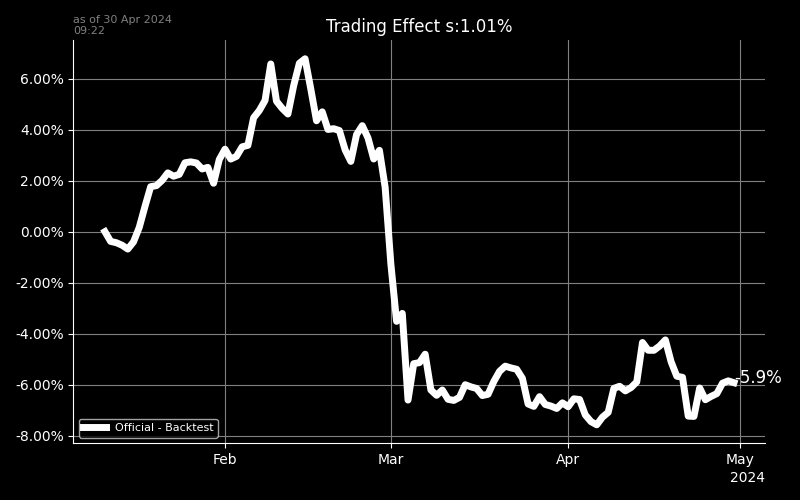 as of 30 Apr 2024
09:22
Trading Effect s:1.01%
6.00%
4.00%
2.00%
0.00%
-2.00%
-4.00%
-6.00%
-8.00%
-5.9%
Official - Backtest
Feb
Mar
Apr
May
2024